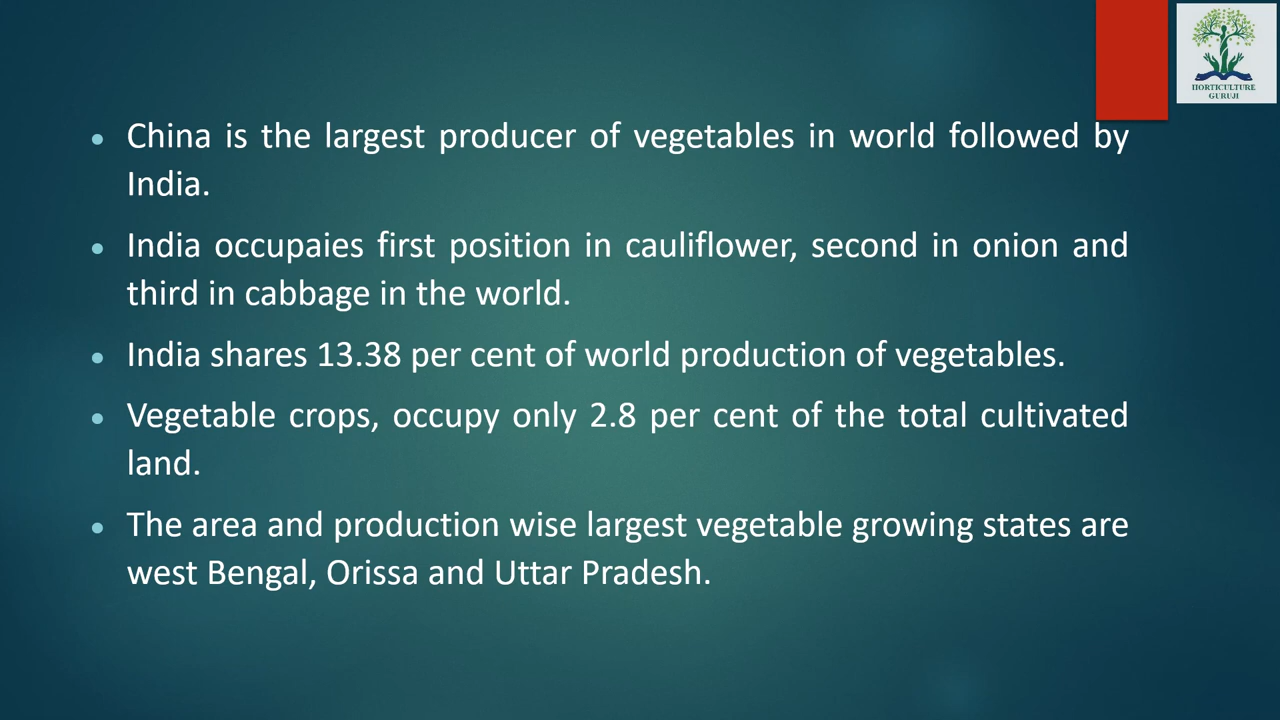 HORTICULTURE
GURUJI
• China is the largest producer of vegetables in world followed by
India.
• India occupaies first position in cauliflower, second in onion and
third in cabbage in the world.
• India shares 13.38 per cent of world production of vegetables.
• Vegetable crops, occupy only 2.8 per cent of the total cultivated
land.
• The area and production wise largest vegetable growing states are
west Bengal, Orissa and Uttar Pradesh.